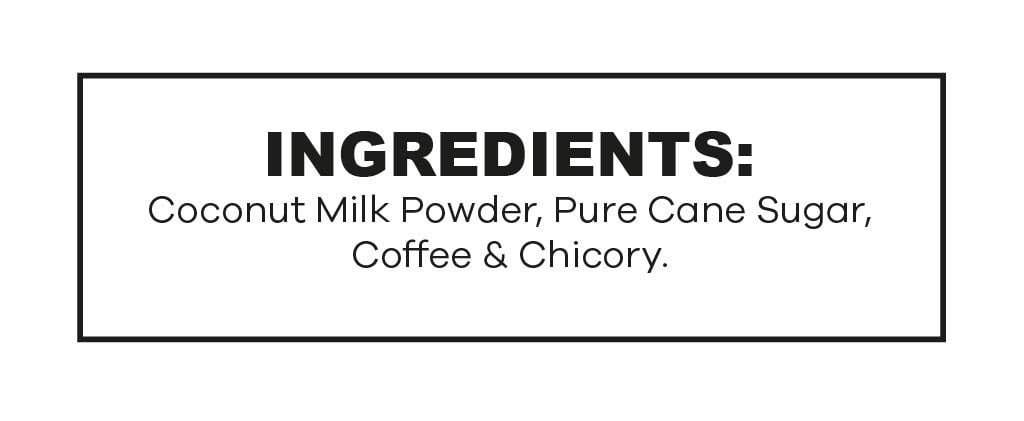 INGREDIENTS:
Coconut Milk Powder, Pure Cane Sugar,
Coffee & Chicory.